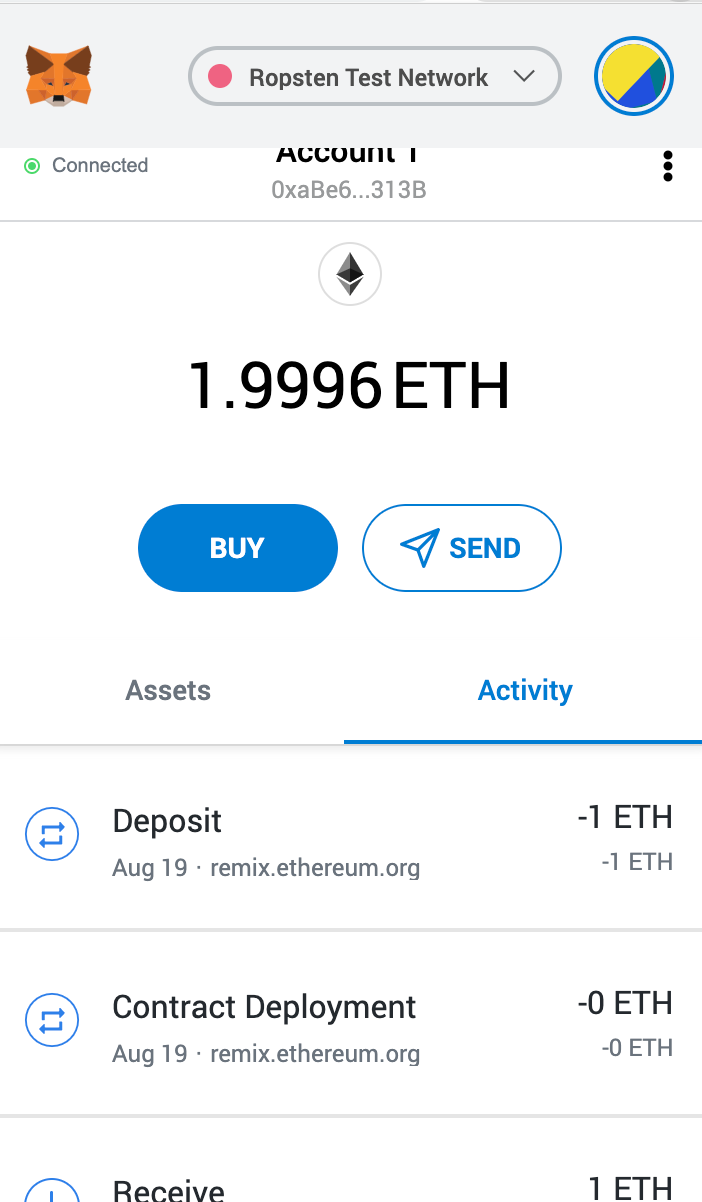 Ropsten Test Network
Connected
Account 1
0xaBe6...313B
1.9996 ETH
BUY
SEND
Assets
Activity
Deposit
-1 ETH
Aug 19 · remix.ethereum.org
-1 ETH
Contract Deployment
-0 ETH
Aug 19 · remix.ethereum.org
-0 ETH
Receive
1 ETH